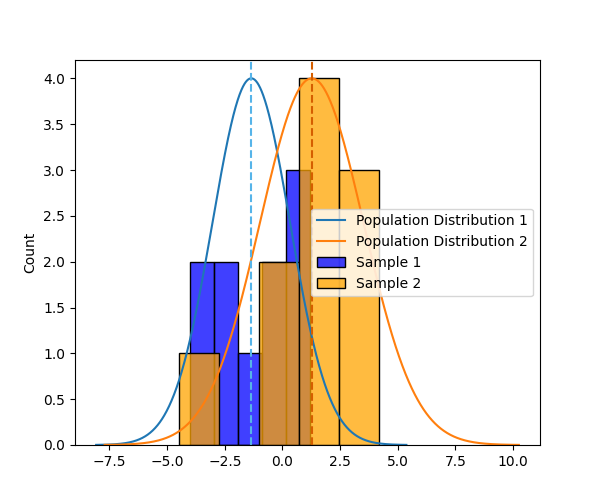 4.0
3.5
3.0
2.5
2.0
1.5
1.0
0.5
0.0
Count
Population Distribution 1
Population Distribution 2
Sample 1
Sample 2
−7.5 −5.0 −2.5 0.0 2.5 5.0 7.5 10.0